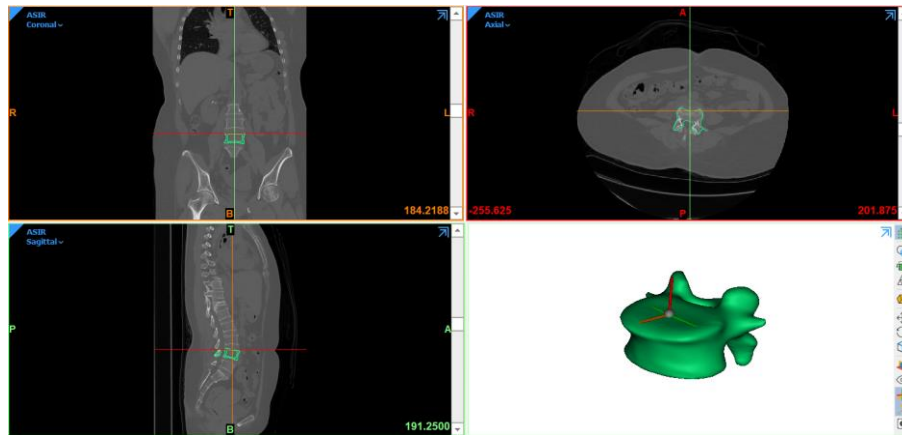 ASIR
Coronal
T
R
L
B
184.2188
ASIR
Axial
A
R
L
-255.625
P
201.875
ASIR
Sagittal
T
P
A
B
191.2500